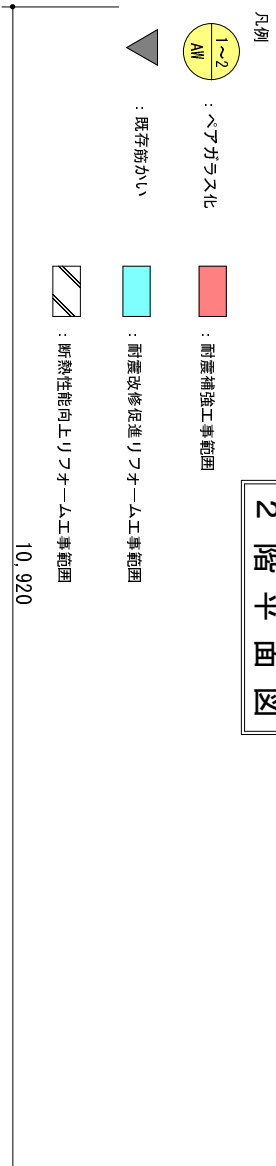 凡例
1~2
AW
：ペアガラス化
：既存筋かい
：耐震補強工事範囲
：耐震改修促進リフォーム工事範囲
：断熱性能向上リフォーム工事範囲
2階平面図
10,920